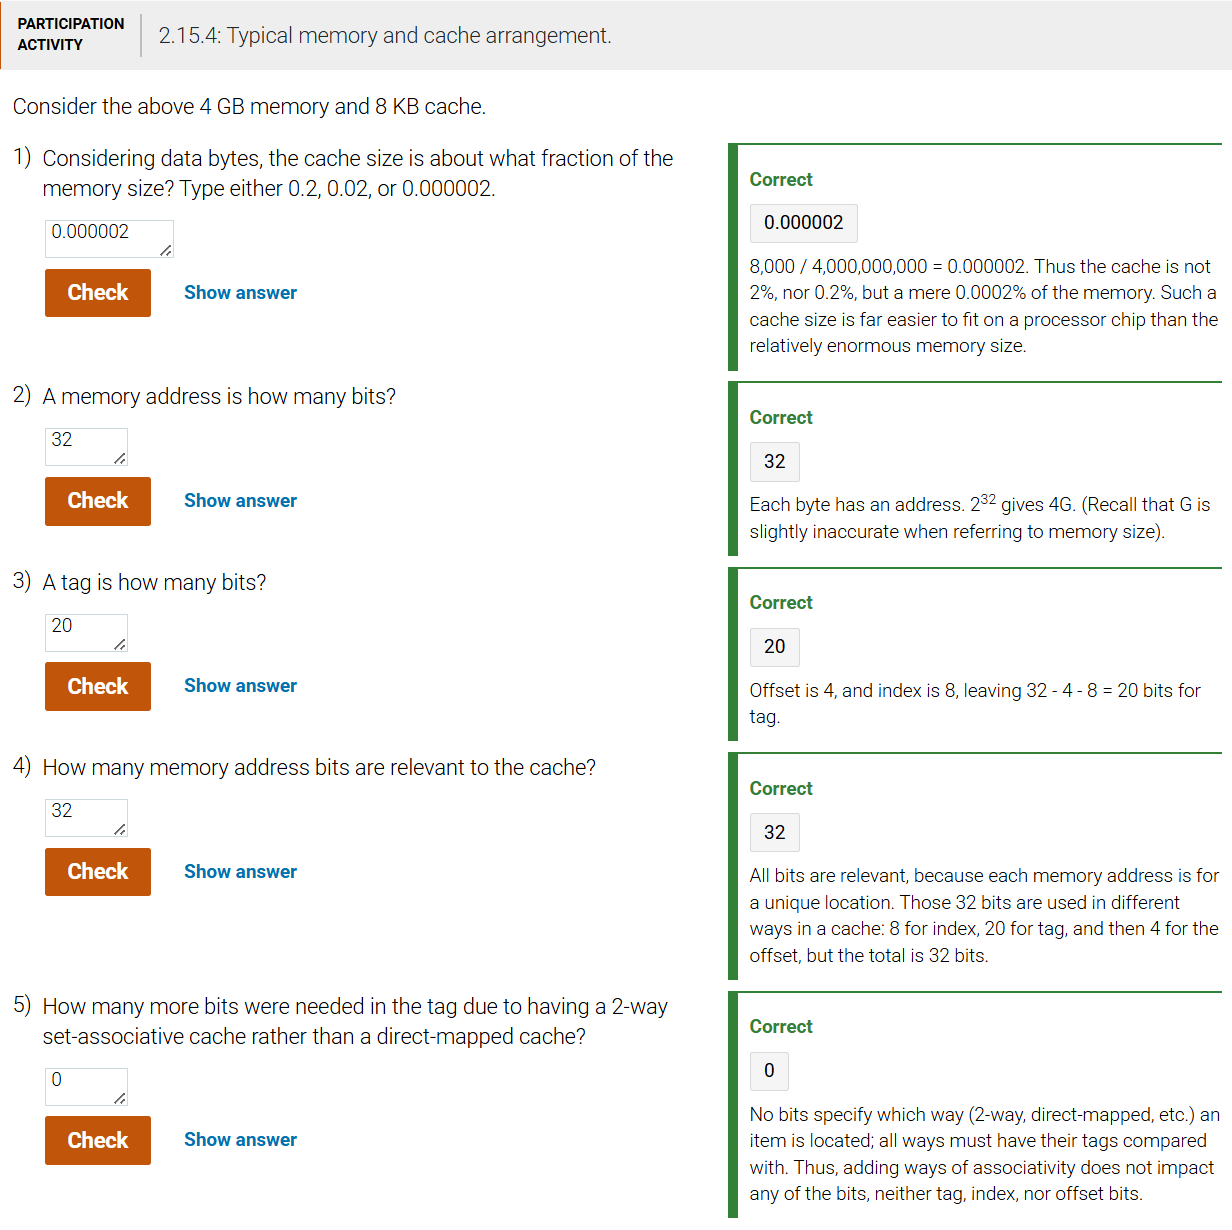 PARTICIPATION
ACTIVITY
2.15.4: Typical memory and cache arrangement.
Consider the above 4 GB memory and 8 KB cache.
1) Considering data bytes, the cache size is about what fraction of the
memory size? Type either 0.2, 0.02, or 0.000002.
0.000002
Check Show answer
Correct
0.000002
8,000 / 4,000,000,000 = 0.000002. Thus the cache is not
2%, nor 0.2%, but a mere 0.0002% of the memory. Such a
cache size is far easier to fit on a processor chip than the
relatively enormous memory size.
2) A memory address is how many bits?
32
Check Show answer
Correct
32
Each byte has an address. 2³² gives 4G. (Recall that G is
slightly inaccurate when referring to memory size).
3) A tag is how many bits?
20
Check Show answer
Correct
20
Offset is 4, and index is 8, leaving 32 - 4 - 8 = 20 bits for
tag.
4) How many memory address bits are relevant to the cache?
32
Check Show answer
Correct
32
All bits are relevant, because each memory address is for
a unique location. Those 32 bits are used in different
ways in a cache: 8 for index, 20 for tag, and then 4 for the
offset, but the total is 32 bits.
5) How many more bits were needed in the tag due to having a 2-way
set-associative cache rather than a direct-mapped cache?
0
Check Show answer
Correct
0
No bits specify which way (2-way, direct-mapped, etc.) an
item is located; all ways must have their tags compared
with. Thus, adding ways of associativity does not impact
any of the bits, neither tag, index, nor offset bits.